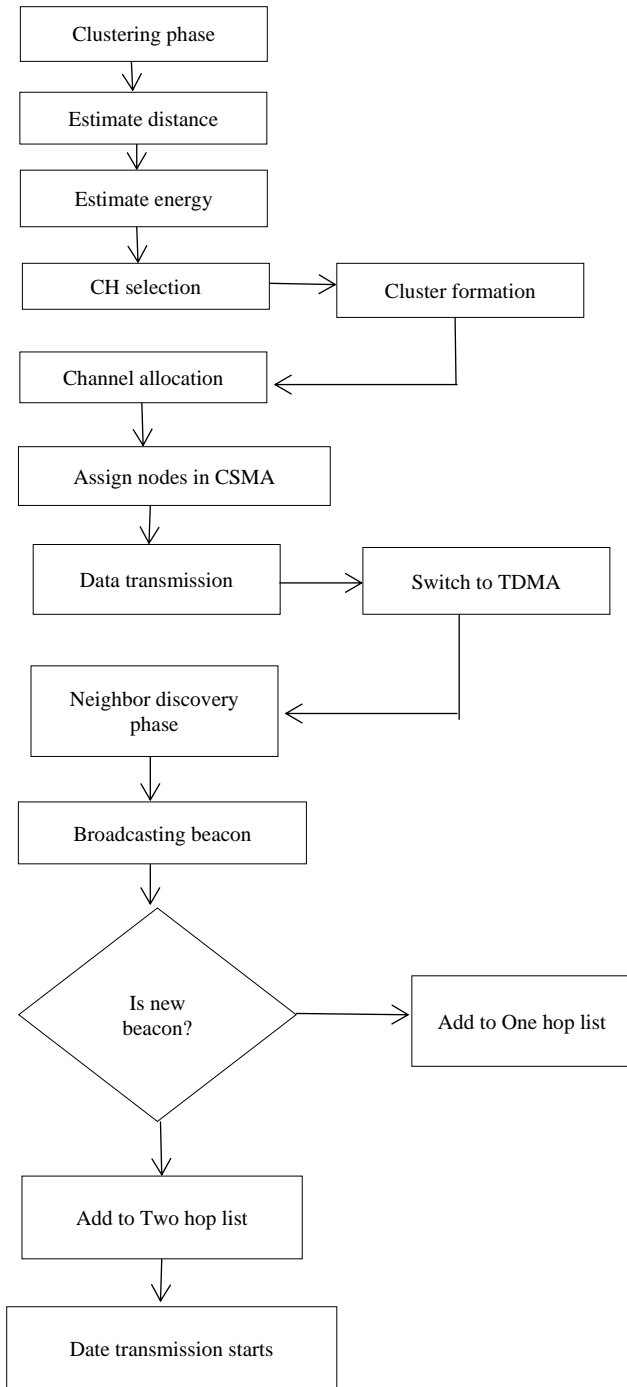 Clustering phase
Estimate distance
Estimate energy
CH selection
Cluster formation
Channel allocation
Assign nodes in CSMA
Data transmission
Switch to TDMA
Neighbor discovery
phase
Broadcasting beacon
Is new
beacon?
Add to One hop list
Add to Two hop list
Date transmission starts